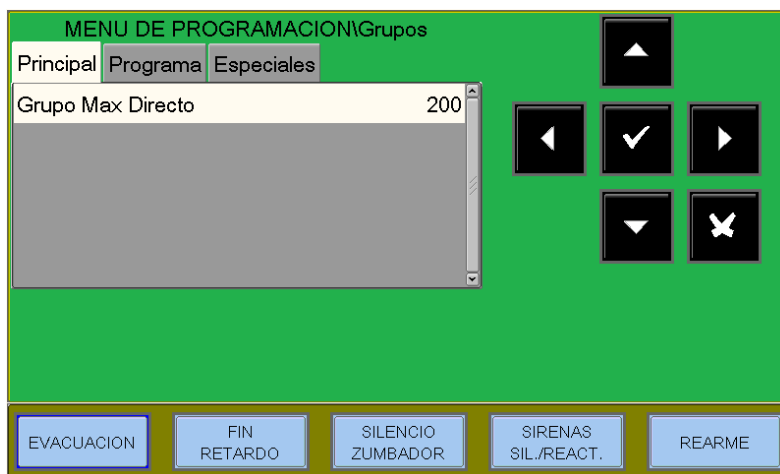 MENU DE PROGRAMACION\Grupos
Principal Programa Especiales
Grupo Max Directo 200
EVACUACION
FIN
RETARDO
SILENCIO
ZUMBADOR
SIRENAS
SIL./REACT.
REARME